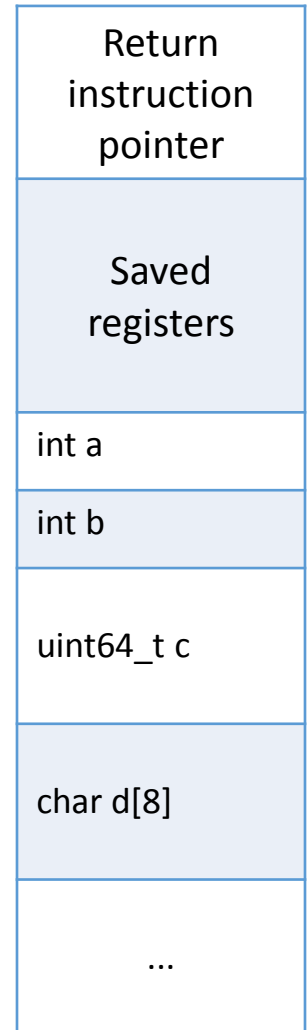 Return
instruction
pointer
Saved
registers
int a
int b
uint64_t c
char d[8]
...